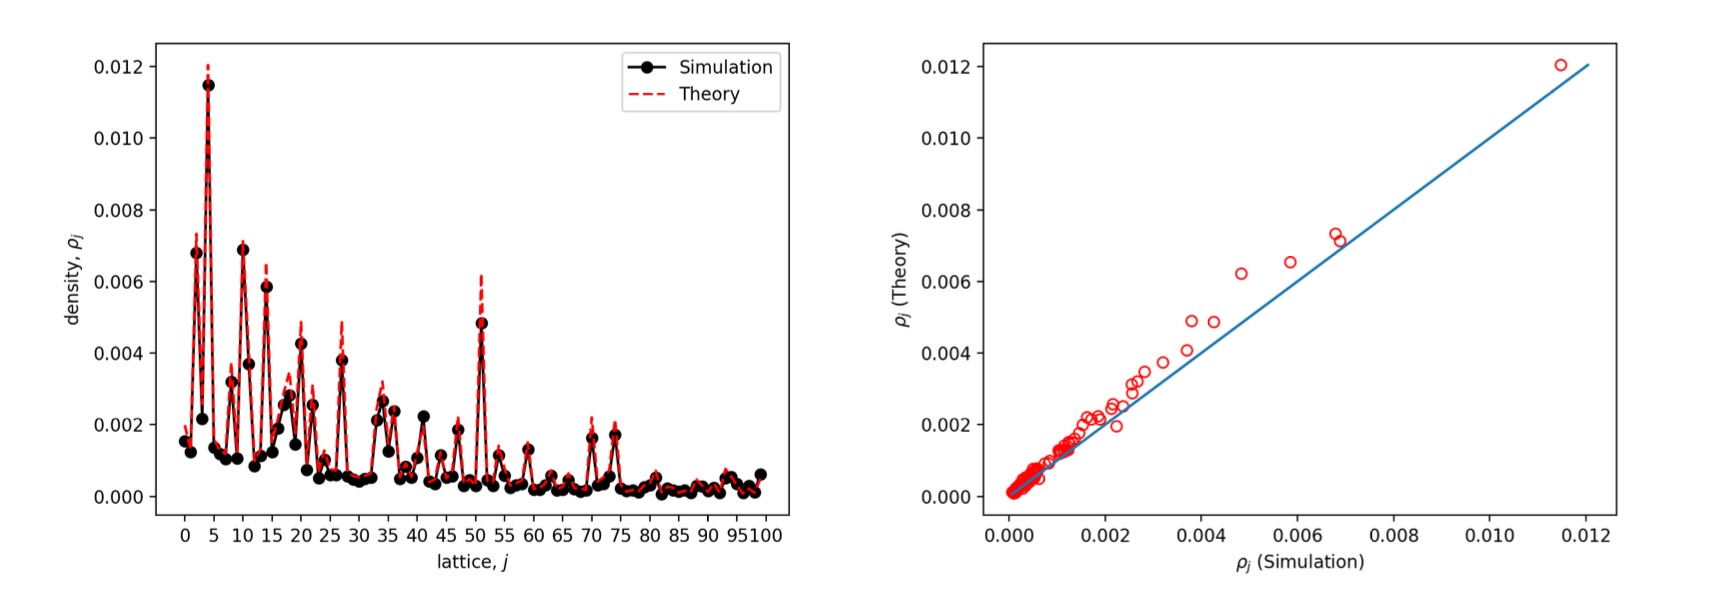 0.012
0.010
0.008
0.006
0.004
0.002
0.000
density, ρj
Simulation
Theory
0 5 10 15 20 25 30 35 40 45 50 55 60 65 70 75 80 85 90 95100
lattice, j
0.012
0.010
0.008
0.006
0.004
0.002
0.000
ρj (Theory)
0.000 0.002 0.004 0.006 0.008 0.010 0.012
ρj (Simulation)